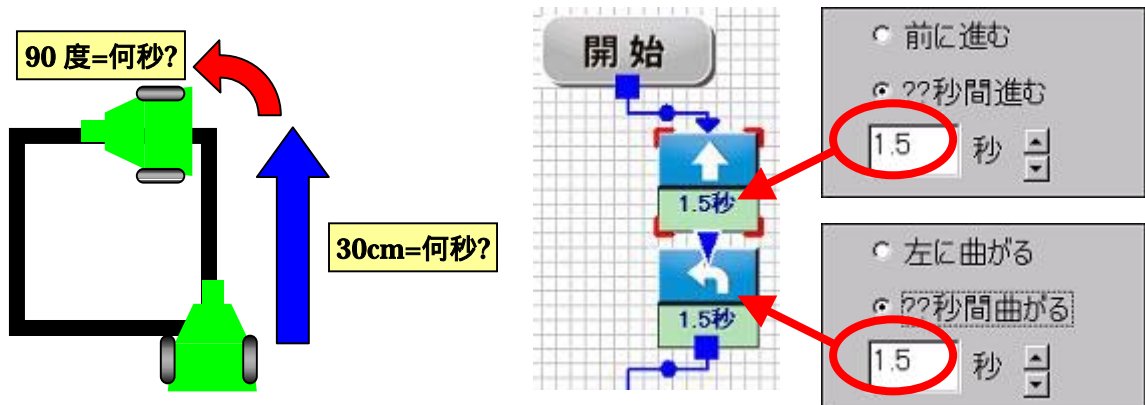 90 度=何秒?
30cm=何秒?
開 始
1.5秒
1.5秒
前に進む
??秒間進む
1.5 秒
左に曲がる
??秒間曲がる
1.5 秒